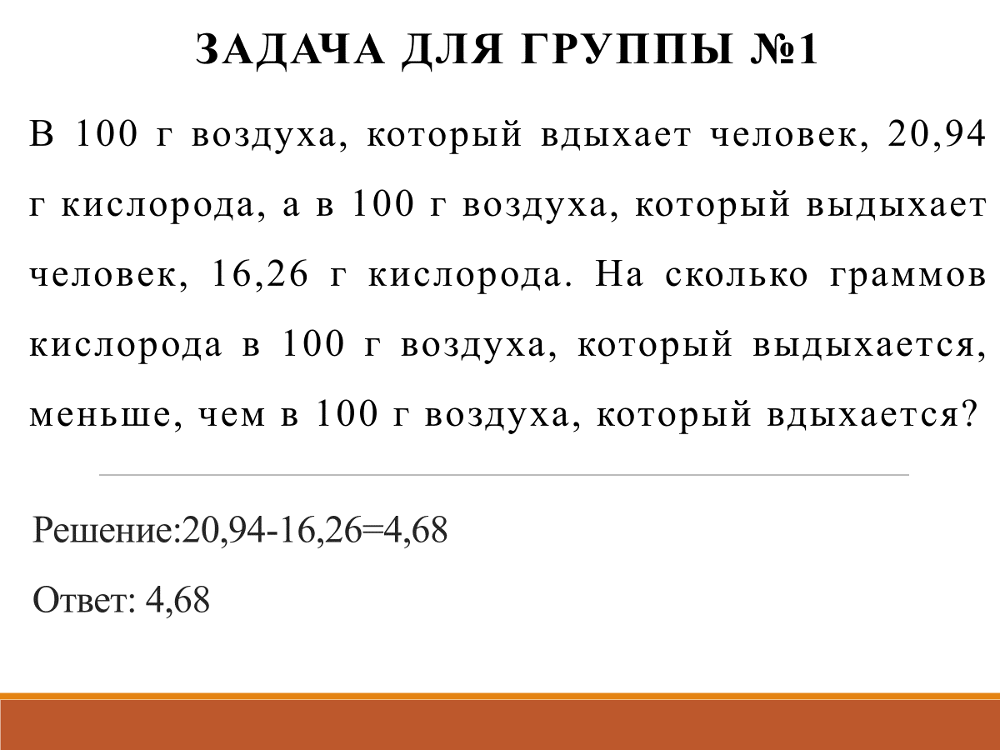 ЗАДАЧА ДЛЯ ГРУППЫ №1
В 100 г воздуха, который вдыхает человек, 20,94
г кислорода, а в 100 г воздуха, который выдыхает
человек, 16,26 г кислорода. На сколько граммов
кислорода в 100 г воздуха, который выдыхается,
меньше, чем в 100 г воздуха, который вдыхается?
Решение:20,94-16,26=4,68
Ответ: 4,68